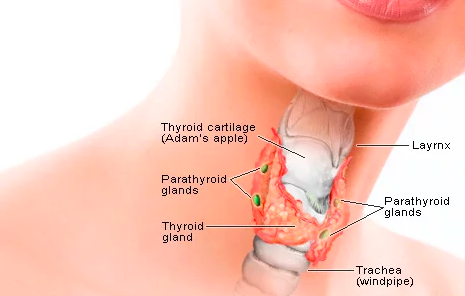 Thyroid cartilage
(Adam's apple)
Layrnx
Parathyroid
glands
Parathyroid
glands
Thyroid
gland
Trachea
(windpipe)